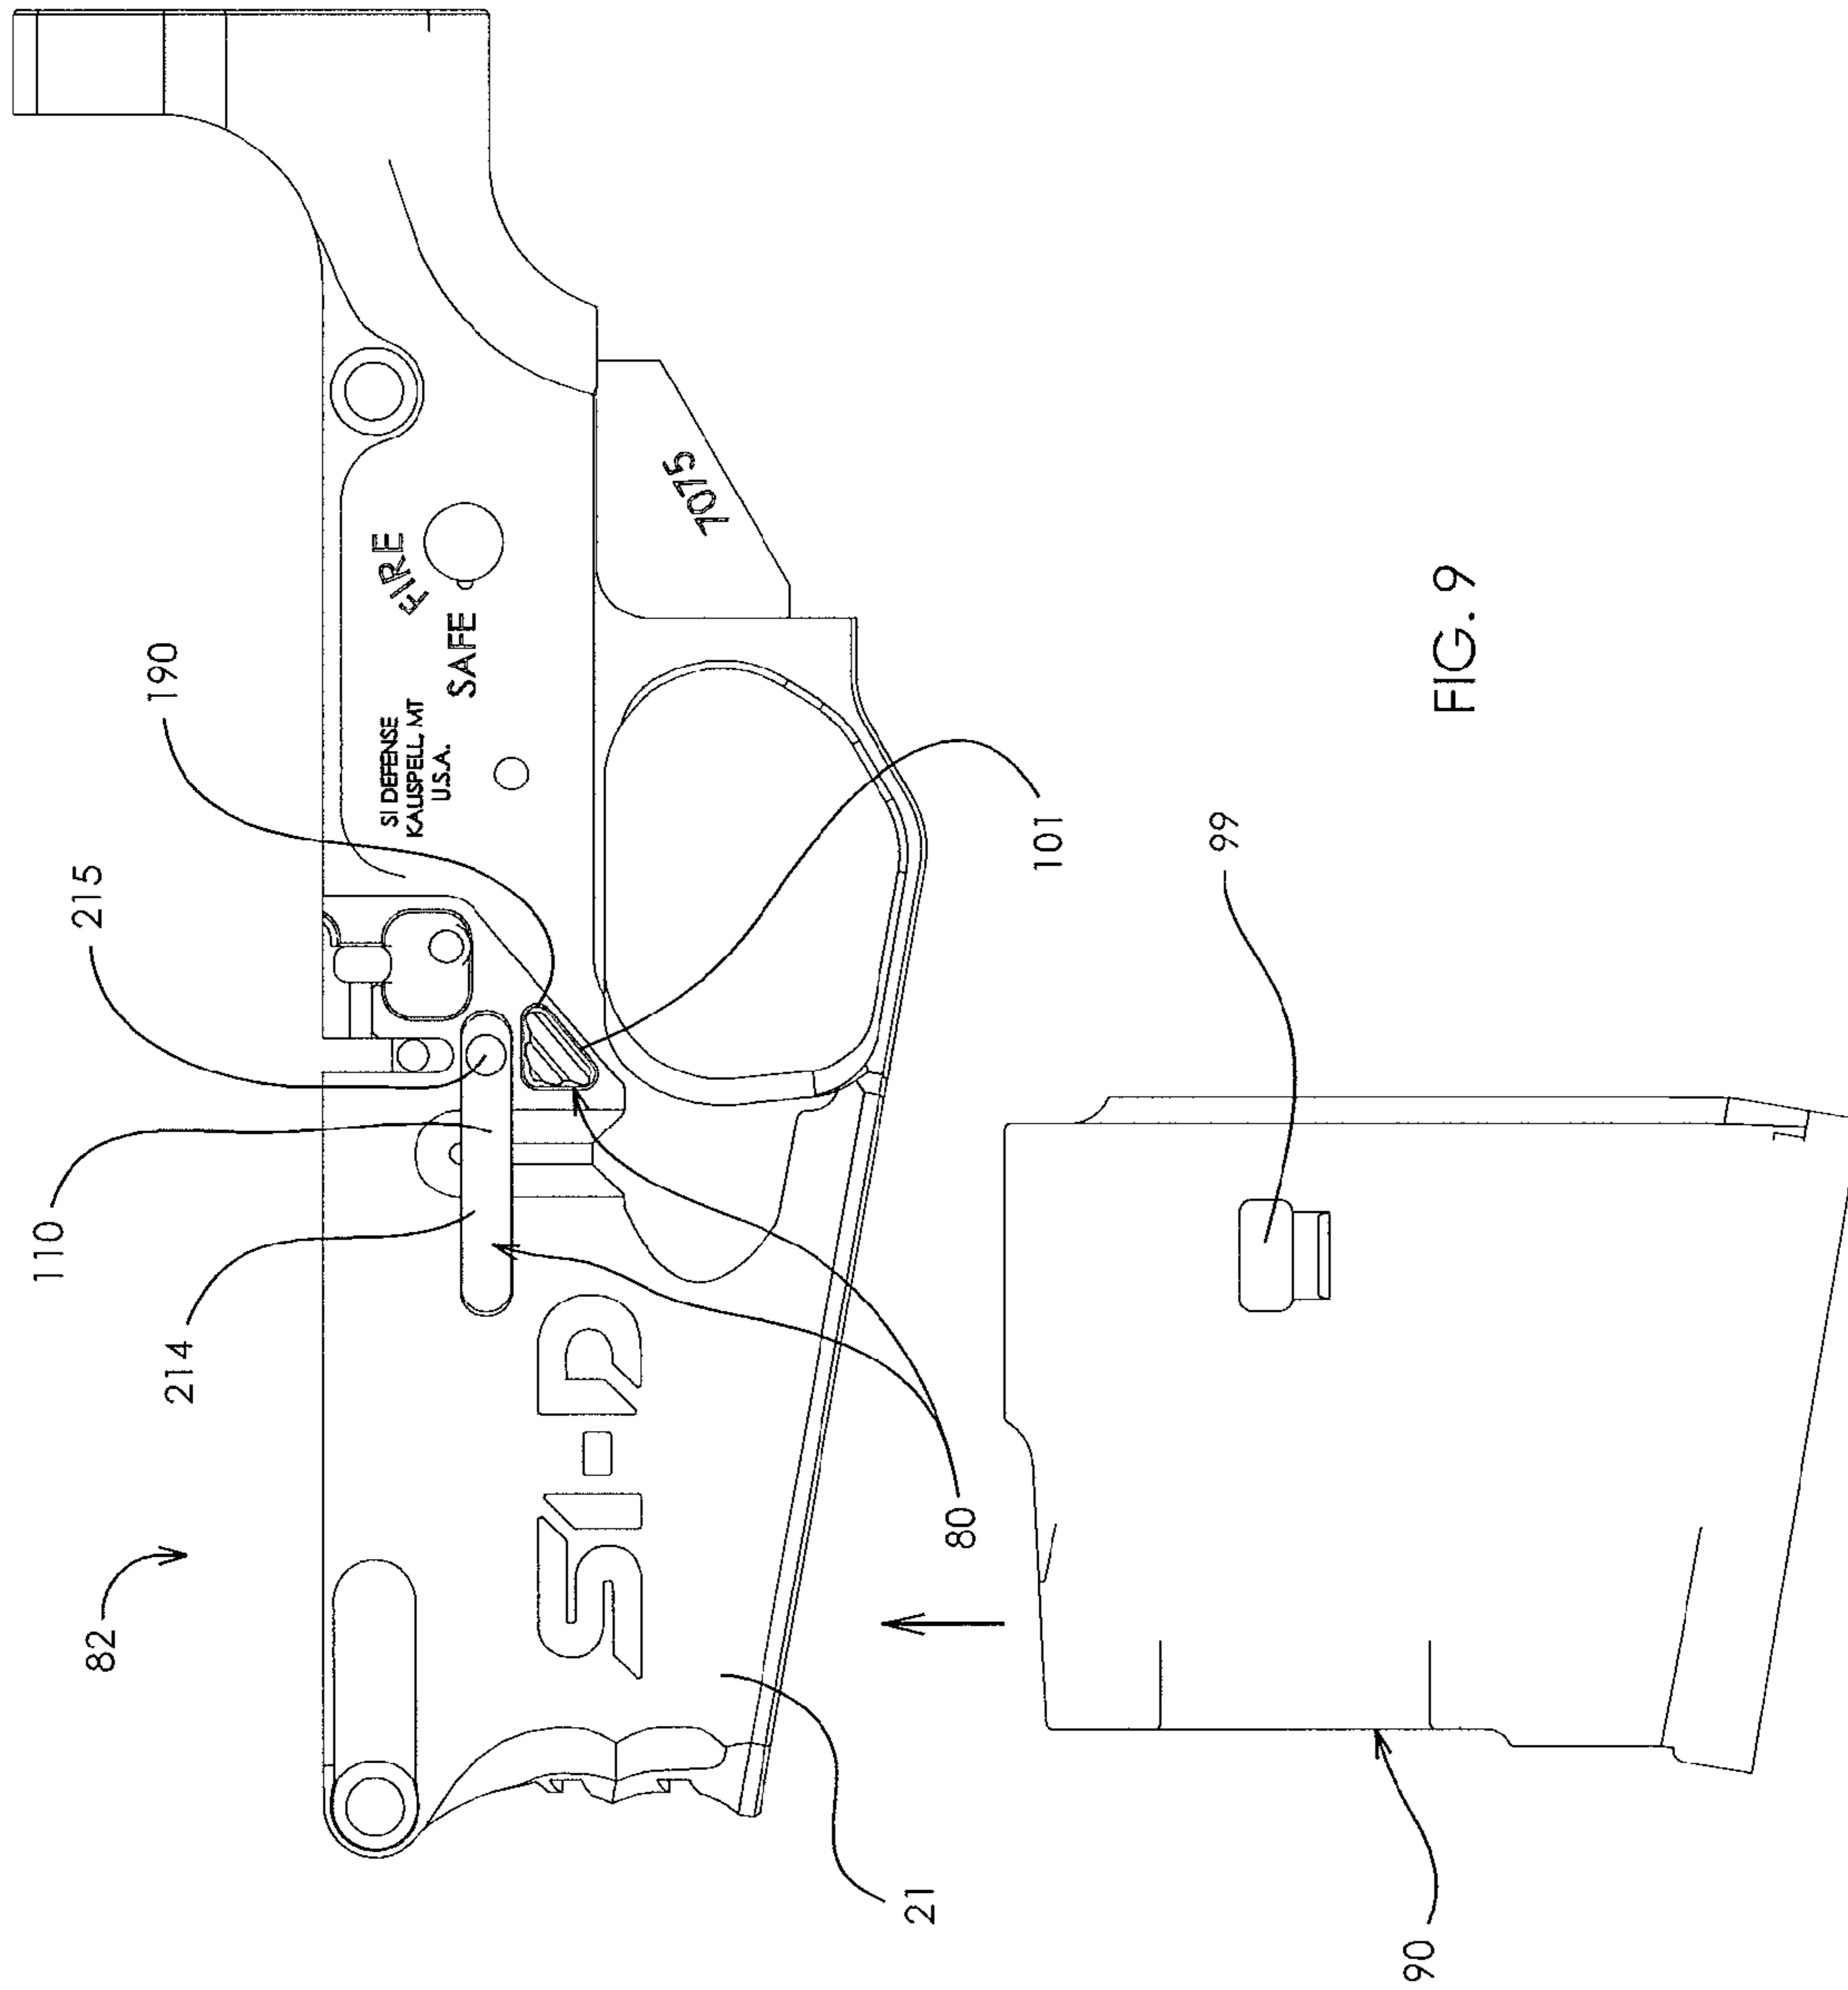 82
214
110
215
190
SI DEFENSE
KALISPELL, MT
U.S.A.
FIRE
SAFE
1075
SI-D
21
80
101
90
99
FIG. 9